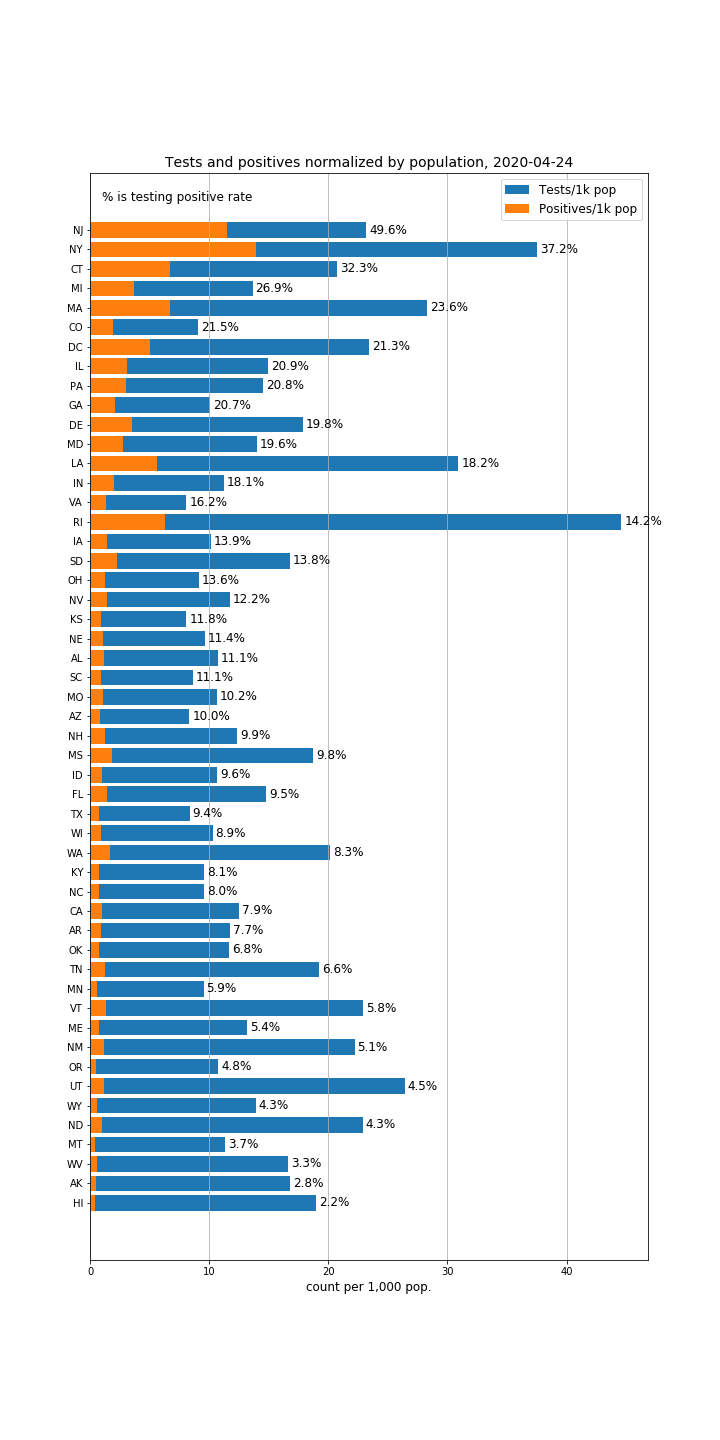 Tests and positives normalized by population, 2020-04-24
% is testing positive rate
Tests/1k pop
Positives/1k pop
NJ 49.6%
NY 37.2%
CT 32.3%
MI 26.9%
MA 23.6%
CO 21.5%
DC 21.3%
IL 20.9%
PA 20.8%
GA 20.7%
DE 19.8%
MD 19.6%
LA 18.2%
IN 18.1%
VA 16.2%
RI 14.2%
IA 13.9%
SD 13.8%
OH 13.6%
NV 12.2%
KS 11.8%
NE 11.4%
AL 11.1%
SC 11.1%
MO 10.2%
AZ 10.0%
NH 9.9%
MS 9.8%
ID 9.6%
FL 9.5%
TX 9.4%
WI 8.9%
WA 8.3%
KY 8.1%
NC 8.0%
CA 7.9%
AR 7.7%
OK 6.8%
TN 6.6%
MN 5.9%
VT 5.8%
ME 5.4%
NM 5.1%
OR 4.8%
UT 4.5%
WY 4.3%
ND 4.3%
MT 3.7%
WV 3.3%
AK 2.8%
HI 2.2%
0 10 20 30 40
count per 1,000 pop.